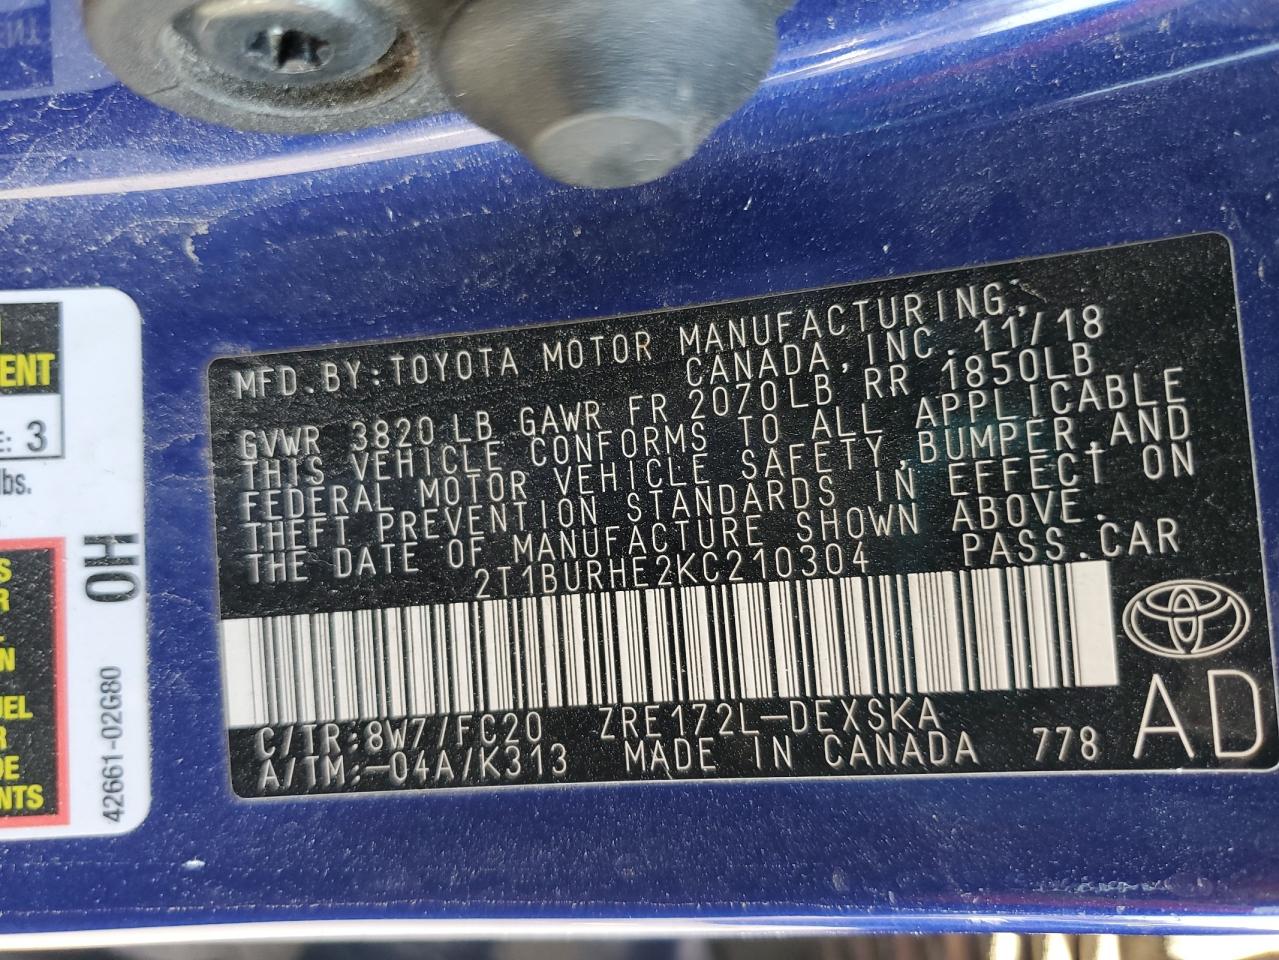 MFD.BY:TOYOTA MOTOR MANUFACTURING,
CANADA,INC. 11/18
GVWR 3820 LB GAWR FR 2070LB RR 1850LB
THIS VEHICLE CONFORMS TO ALL APPLICABLE
FEDERAL MOTOR VEHICLE SAFETY,BUMPER,AND
THEFT PREVENTION STANDARDS IN EFFECT ON
THE DATE OF MANUFACTURE SHOWN ABOVE.
2T1BURHE2KC210304 PASS.CAR
C/TR:8W7/FC20 ZRE172L-DEXSKA
A/TM:-04A/K313 MADE IN CANADA 778
AD
ENT
E: 3
lbs.
OH
42661-02G80